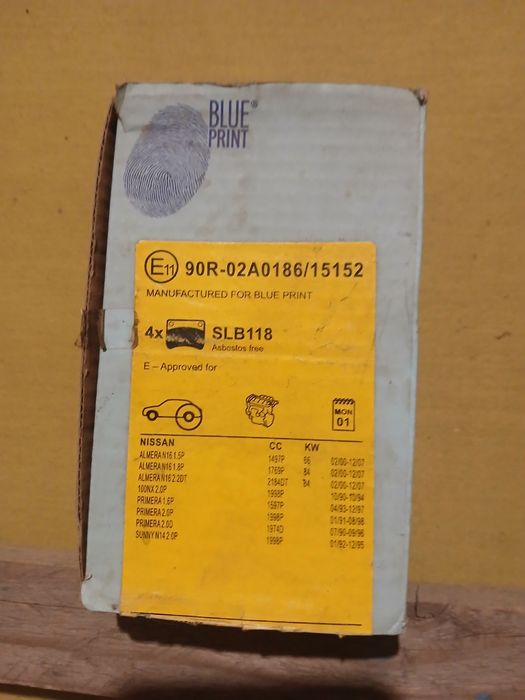 BLUE®
PRINT
E11 90R-02A0186/15152
MANUFACTURED FOR BLUE PRINT
4x SLB118
Asbostos free
E – Approved for
MON
01
NISSAN CC KW
ALMERA N16 1.5P 1497P 66 02/00-12/07
ALMERA N16 1.8P 1769P 84 02/00-12/07
ALMERA N16 2.2DT 2184DT 84 02/00-12/07
100NX 2.0P 1998P 10/90-10/94
PRIMERA 1.6P 1597P 04/93-12/97
PRIMERA 2.0P 1998P 01/91-08/98
PRIMERA 2.0D 1974D 07/90-09/96
SUNNY N14 2.0P 1998P 01/92-12/95